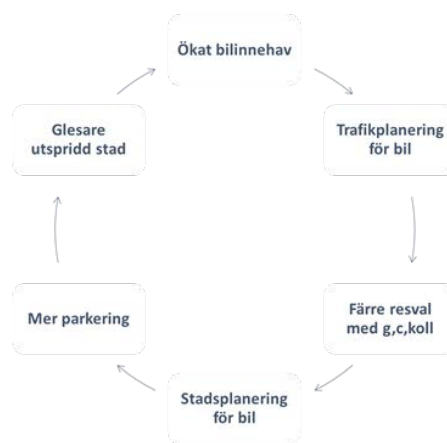 Ökat bilinnehav
Trafikplanering
för bil
Färre resval
med g,c,koll
Stadsplanering
för bil
Mer parkering
Glesare
utspridd stad